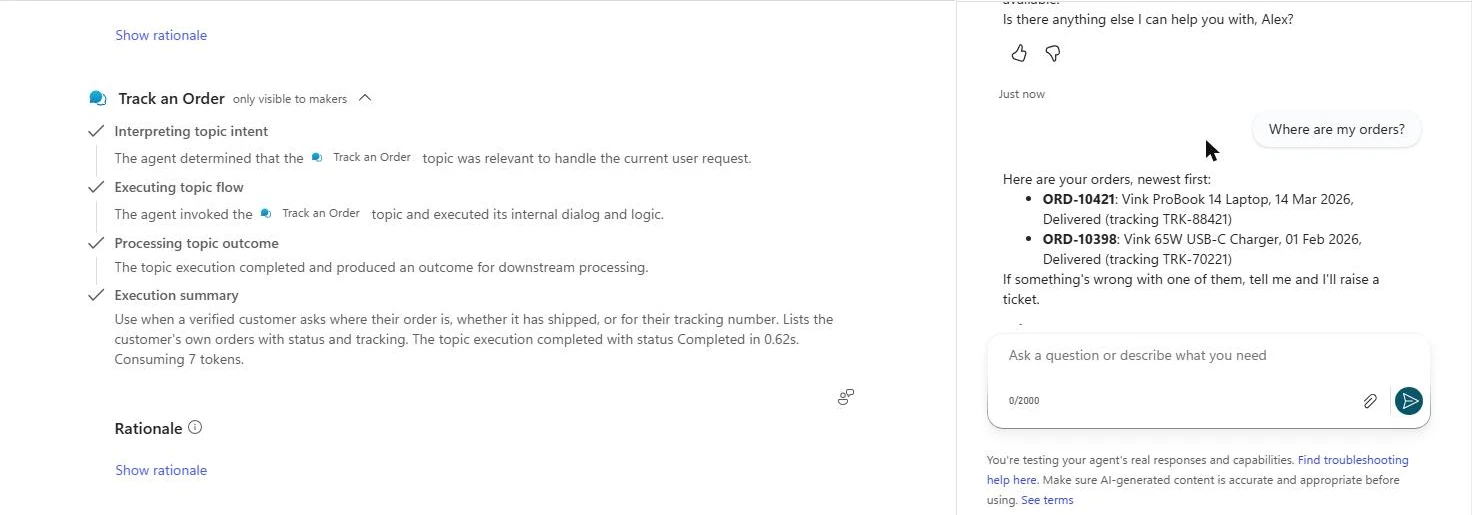 Show rationale
Track an Order only visible to makers
Interpreting topic intent
The agent determined that the Track an Order topic was relevant to handle the current user request.
Executing topic flow
The agent invoked the Track an Order topic and executed its internal dialog and logic.
Processing topic outcome
The topic execution completed and produced an outcome for downstream processing.
Execution summary
Use when a verified customer asks where their order is, whether it has shipped, or for their tracking number. Lists the
customer's own orders with status and tracking. The topic execution completed with status Completed in 0.62s.
Consuming 7 tokens.
Rationale
Show rationale
available.
Is there anything else I can help you with, Alex?
Just now
Where are my orders?
Here are your orders, newest first:
• ORD-10421: Vink ProBook 14 Laptop, 14 Mar 2026,
Delivered (tracking TRK-88421)
• ORD-10398: Vink 65W USB-C Charger, 01 Feb 2026,
Delivered (tracking TRK-70221)
If something's wrong with one of them, tell me and I'll raise a
ticket.
Ask a question or describe what you need
0/2000
You're testing your agent's real responses and capabilities. Find troubleshooting
help here. Make sure AI-generated content is accurate and appropriate before
using. See terms